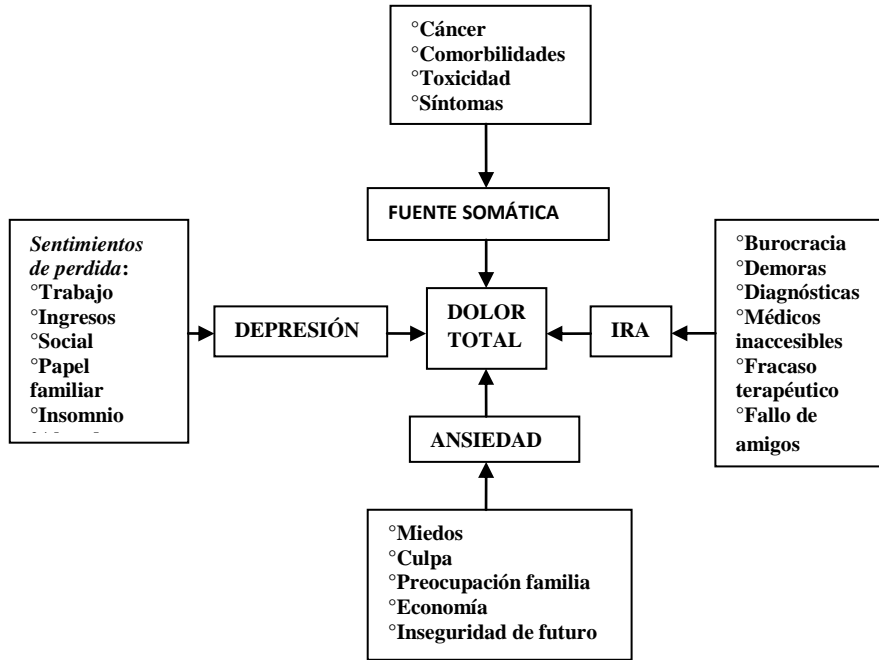 °Cáncer
°Comorbilidades
°Toxicidad
°Síntomas
FUENTE SOMÁTICA
Sentimientos
de perdida:
°Trabajo
°Ingresos
°Social
°Papel
familiar
°Insomnio
DEPRESIÓN
DOLOR
TOTAL
IRA
°Burocracia
°Demoras
°Diagnósticas
°Médicos
inaccesibles
°Fracaso
terapéutico
°Fallo de
amigos
ANSIEDAD
°Miedos
°Culpa
°Preocupación familia
°Economía
°Inseguridad de futuro